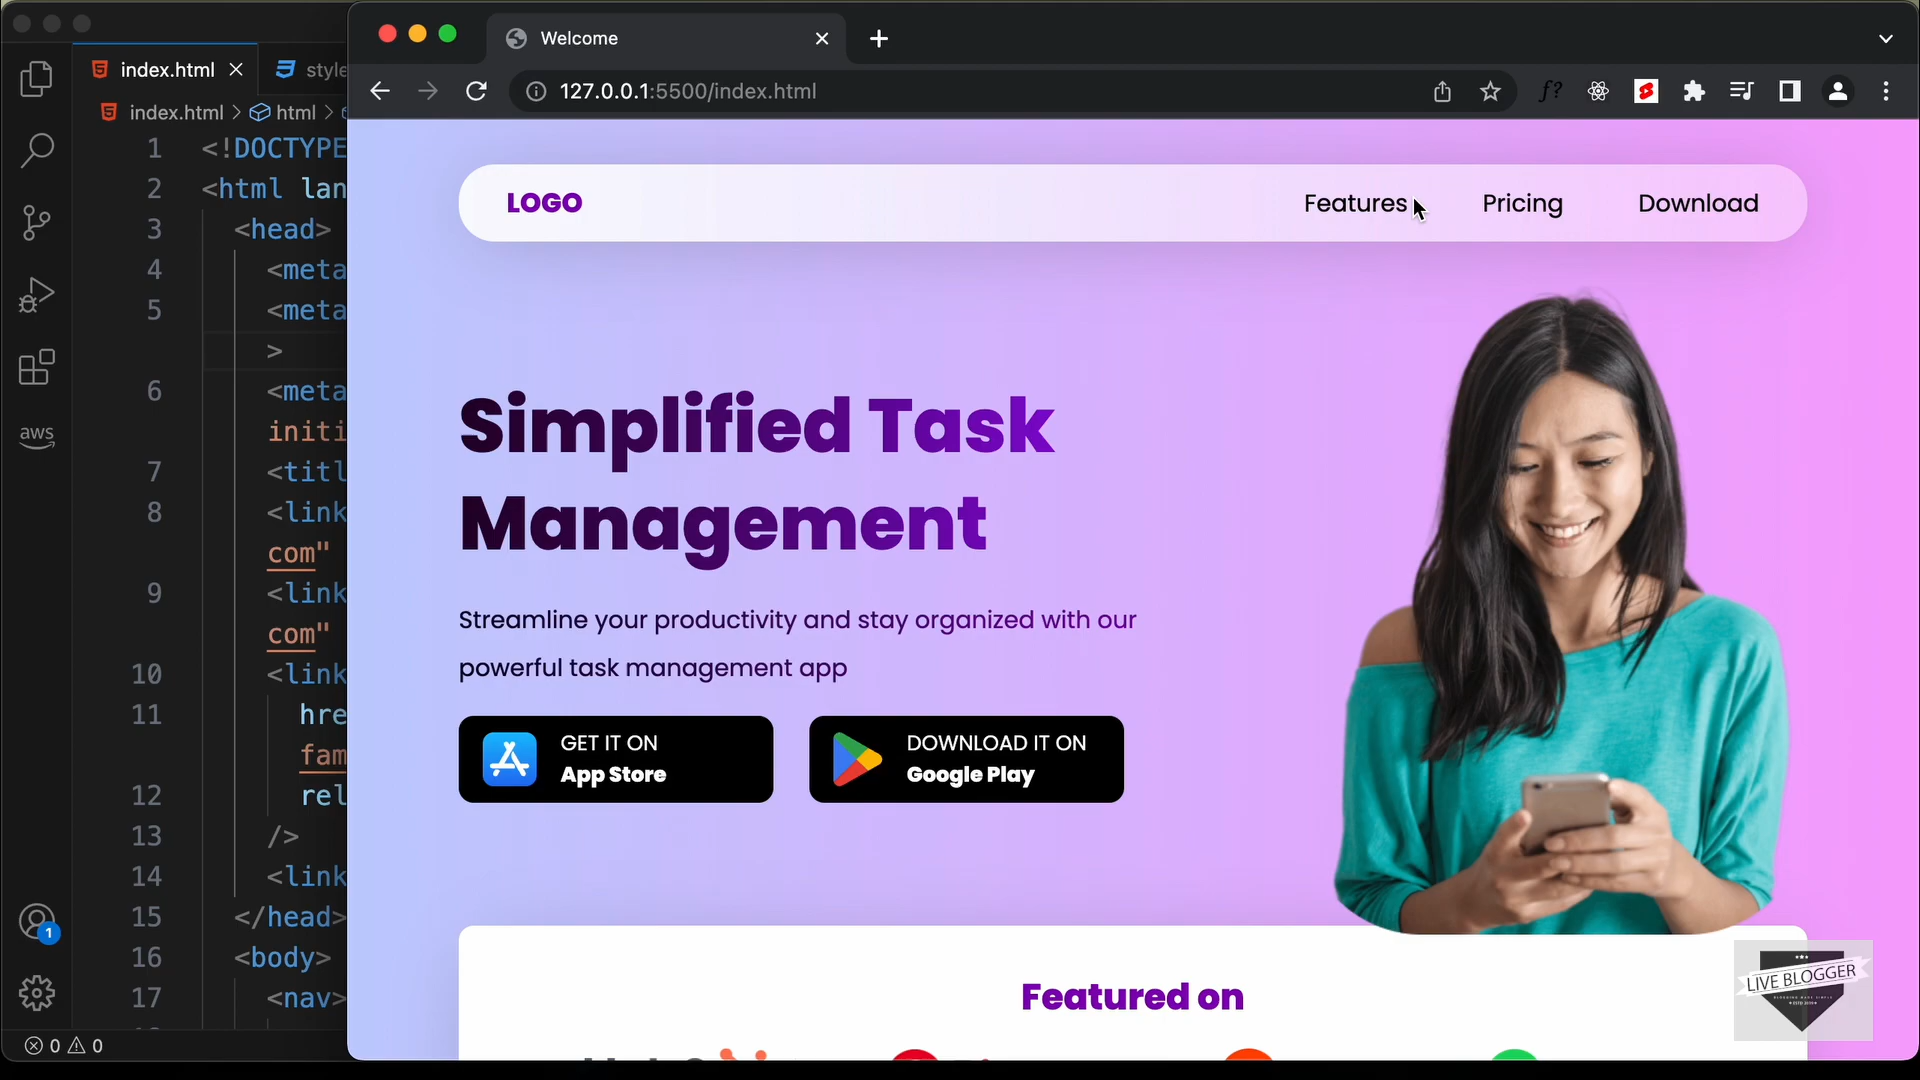 index.html
style
index.html > html >
1 <!DOCTYPE
2 <html lan
3 <head>
4 <meta
5 <meta
>
6 <meta
initi
7 <titl
8 <link
com"
9 <link
com"
10 <link
11 hre
fam
12 rel
13 />
14 <link
15 </head>
16 <body>
17 <nav>
aws
1
0 0
Welcome
127.0.0.1:5500/index.html
f?
LOGO
Features
Pricing
Download
Simplified Task
Management
Streamline your productivity and stay organized with our
powerful task management app
GET IT ON
App Store
DOWNLOAD IT ON
Google Play
Featured on
LIVE BLOGGER